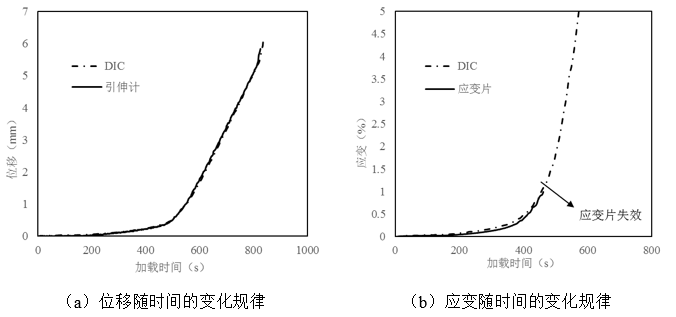 7
6
5
4
3
2
1
0
位移（mm）
DIC
引伸计
0 200 400 600 800 1000
加载时间（s）
（a）位移随时间的变化规律
5
4.5
4
3.5
3
2.5
2
1.5
1
0.5
0
应变（%）
DIC
应变片
应变片失效
0 200 400 600 800
加载时间（s）
（b）应变随时间的变化规律